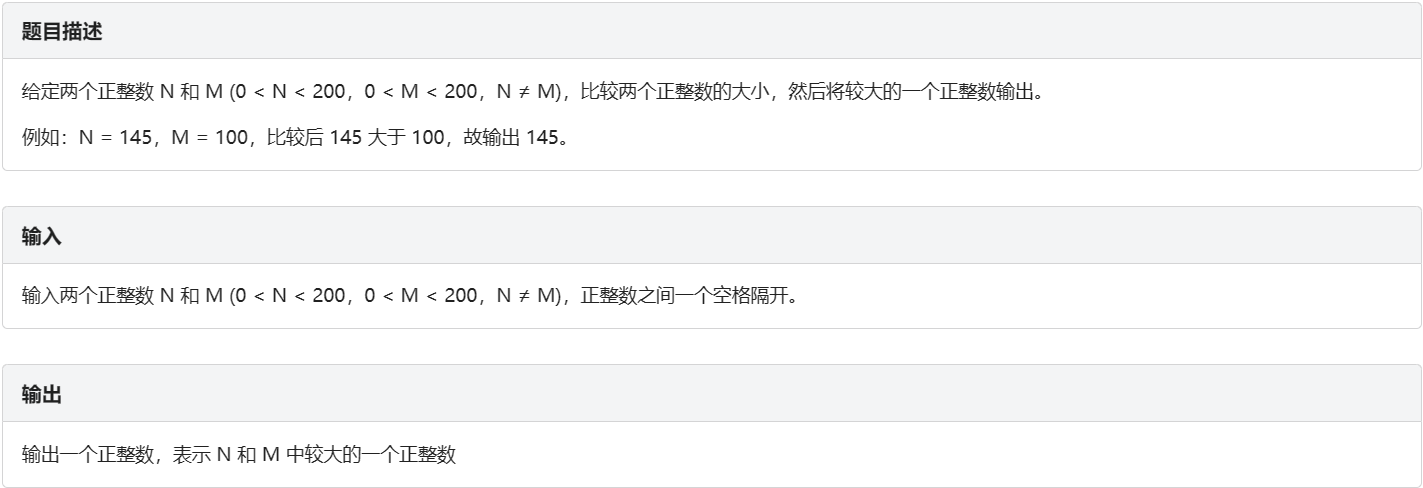 题目描述
给定两个正整数 N 和 M (0 < N < 200，0 < M < 200，N ≠ M)，比较两个正整数的大小，然后将较大的一个正整数输出。
例如：N = 145，M = 100，比较后 145 大于 100，故输出 145。
输入
输入两个正整数 N 和 M (0 < N < 200，0 < M < 200，N ≠ M)，正整数之间一个空格隔开。
输出
输出一个正整数，表示 N 和 M 中较大的一个正整数